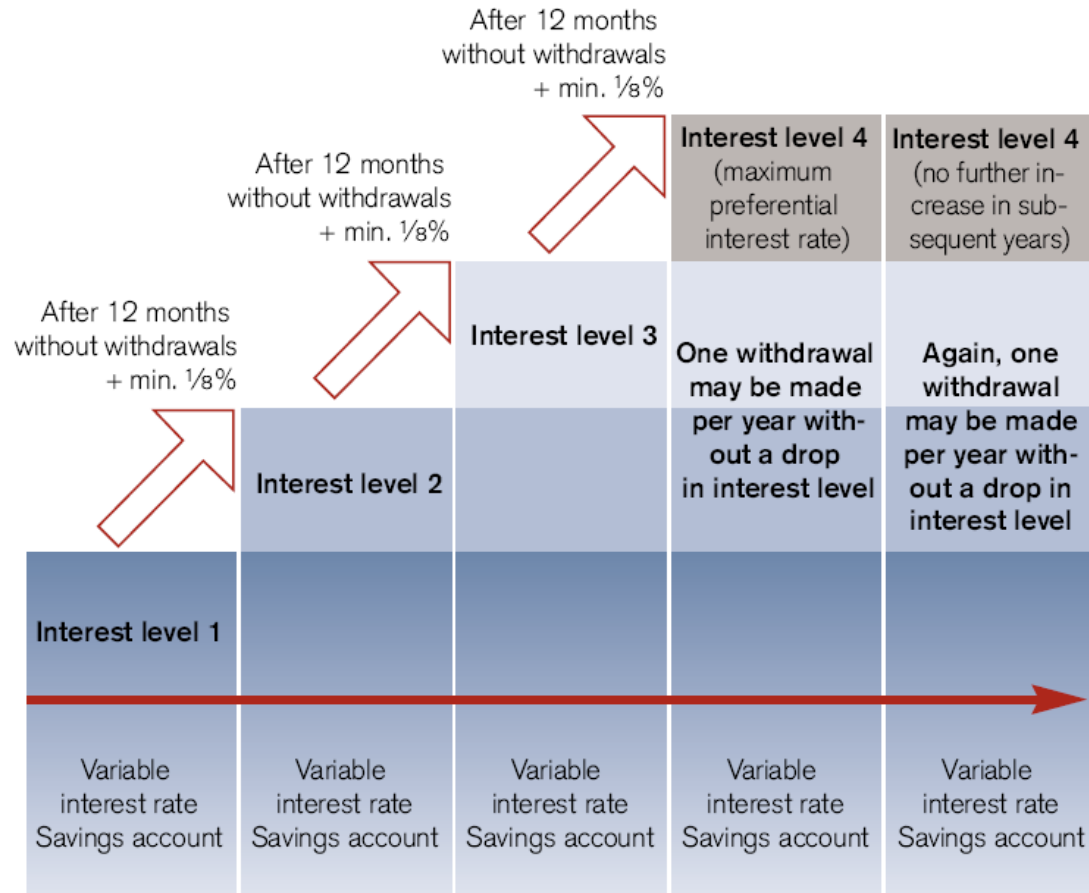 After 12 months
without withdrawals
+ min. ⅛%
After 12 months
without withdrawals
+ min. ⅛%
After 12 months
without withdrawals
+ min. ⅛%
Interest level 4
(maximum
preferential
interest rate)
Interest level 4
(no further in-
crease in sub-
sequent years)
Interest level 3
One withdrawal
may be made
per year with-
out a drop
in interest level
Again, one
withdrawal
may be made
per year with-
out a drop in
interest level
Interest level 2
Interest level 1
Variable
interest rate
Savings account
Variable
interest rate
Savings account
Variable
interest rate
Savings account
Variable
interest rate
Savings account
Variable
interest rate
Savings account